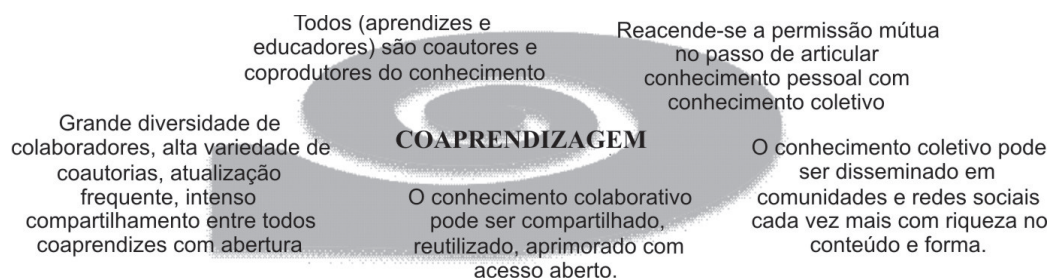 Todos (aprendizes e
educadores) são coautores e
coprodutores do conhecimento
Reacende-se a permissão mútua
no passo de articular
conhecimento pessoal com
conhecimento coletivo
Grande diversidade de
colaboradores, alta variedade de
coautorias, atualização
frequente, intenso
compartilhamento entre todos
coaprendizes com abertura
COAPRENDIZAGEM
O conhecimento colaborativo
pode ser compartilhado,
reutilizado, aprimorado com
acesso aberto.
O conhecimento coletivo pode
ser disseminado em
comunidades e redes sociais
cada vez mais com riqueza no
conteúdo e forma.